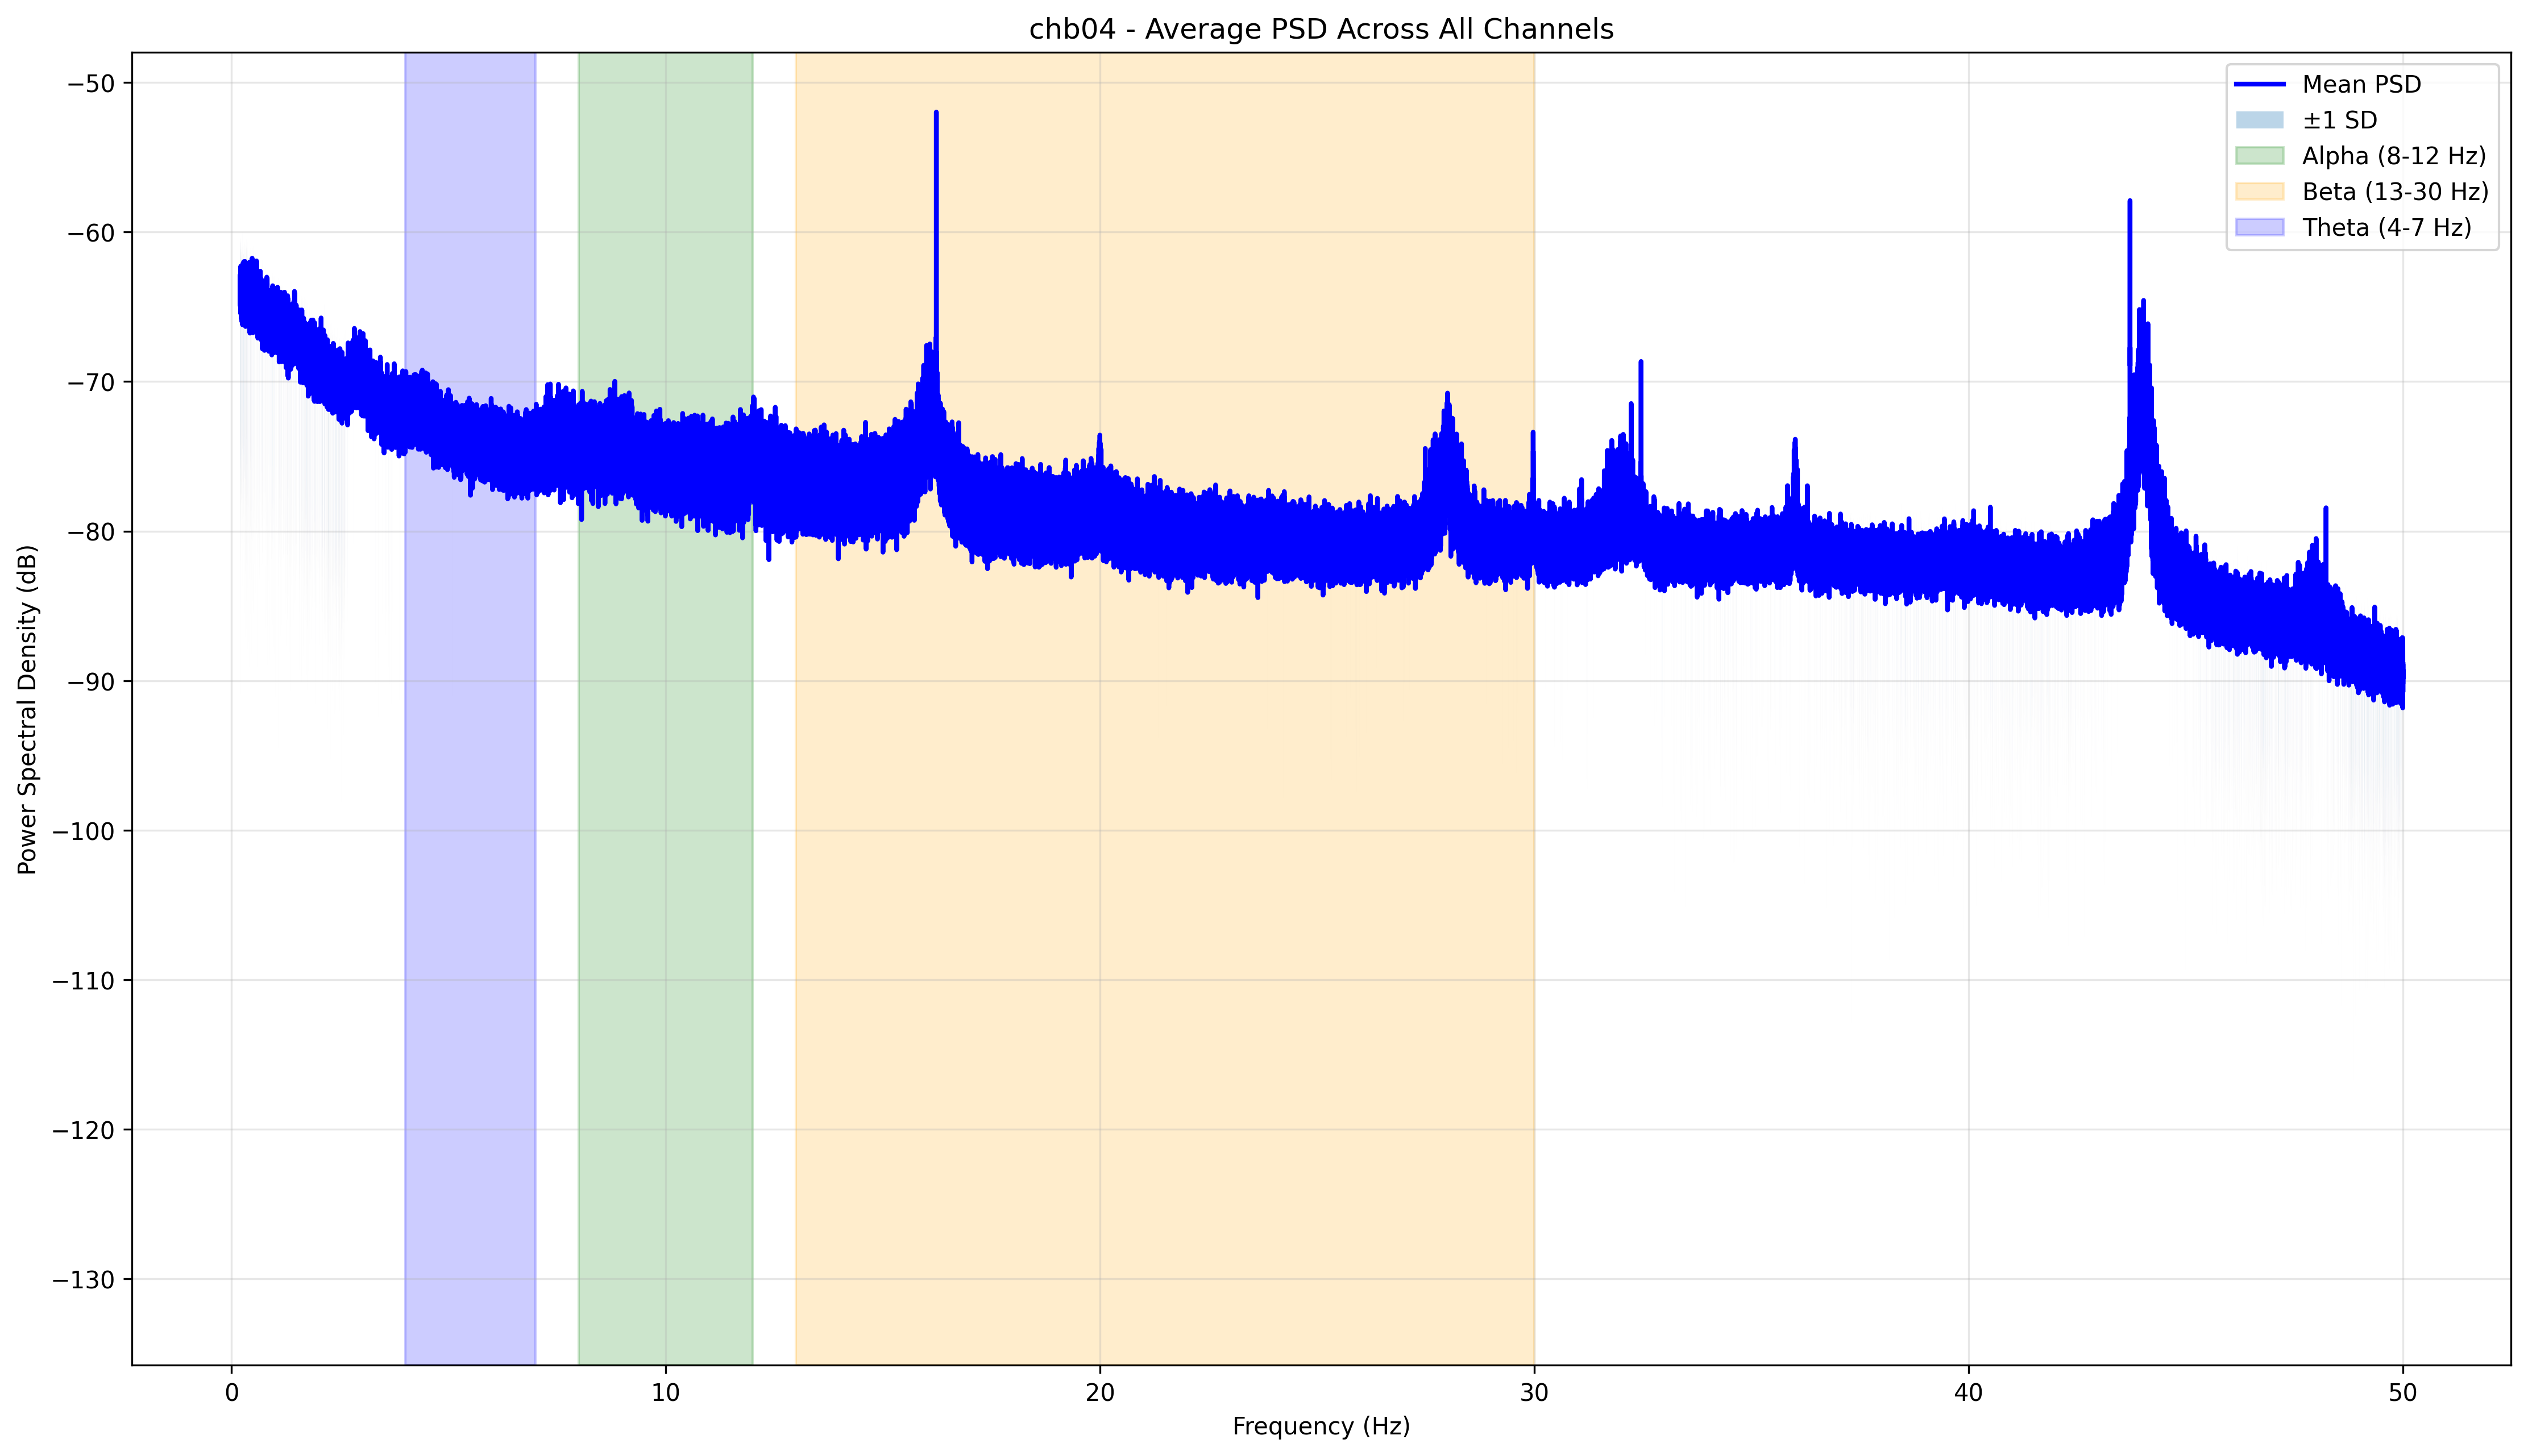 chb04 - Average PSD Across All Channels
Mean PSD
±1 SD
Alpha (8-12 Hz)
Beta (13-30 Hz)
Theta (4-7 Hz)
Power Spectral Density (dB)
−50
−60
−70
−80
−90
−100
−110
−120
−130
0 10 20 30 40 50
Frequency (Hz)